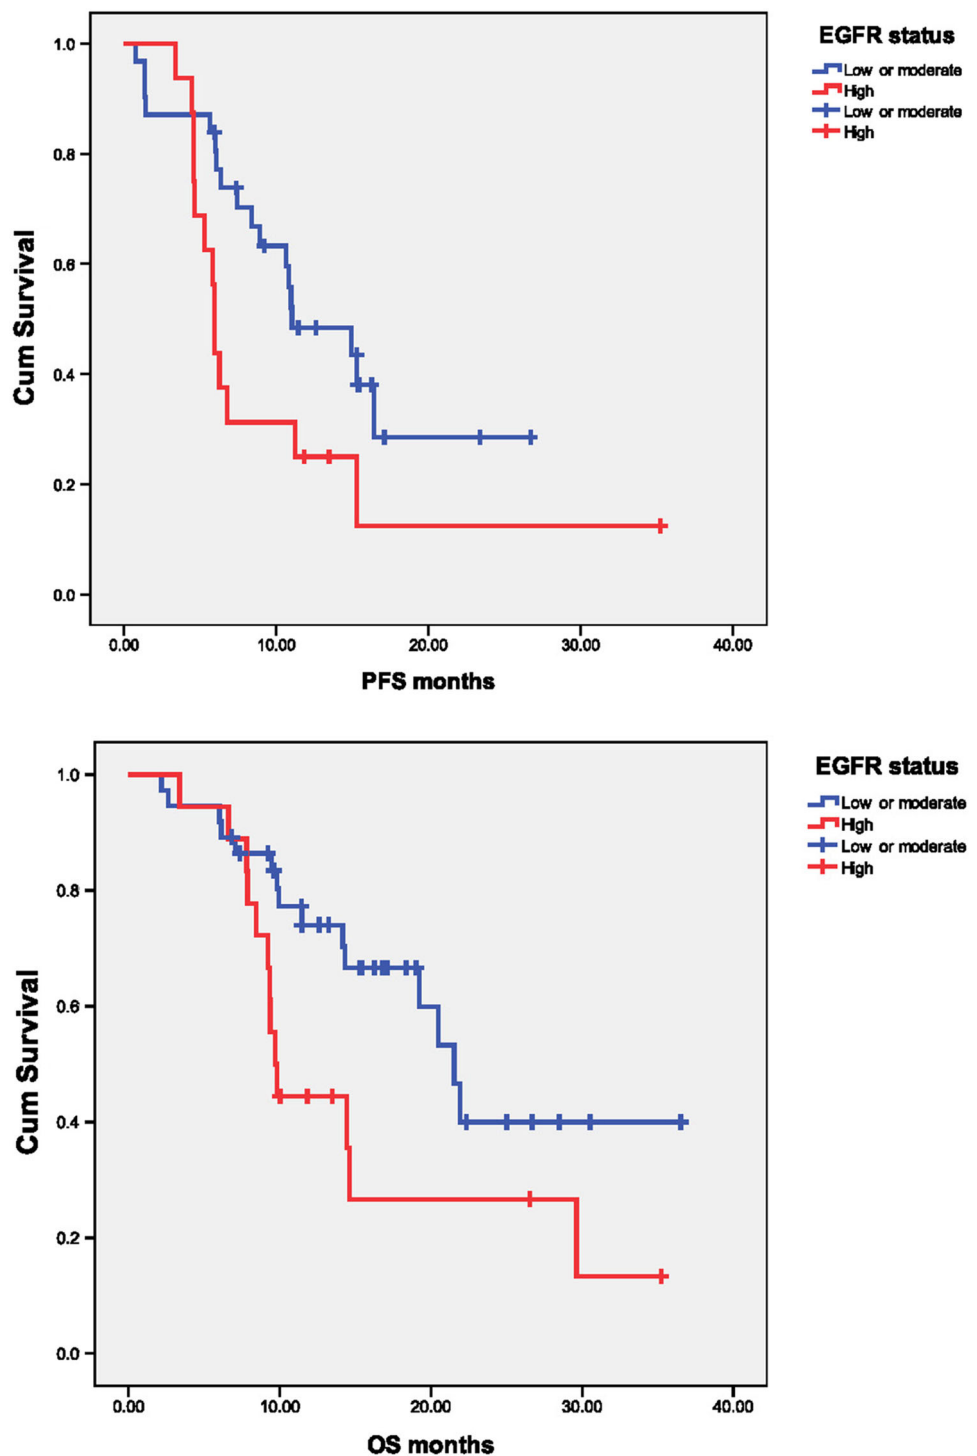 EGFR status
Low or moderate
High
Low or moderate
High
1.0
0.8
0.6
0.4
0.2
0.0
Cum Survival
0.00 10.00 20.00 30.00 40.00
PFS months
EGFR status
Low or moderate
High
Low or moderate
High
1.0
0.8
0.6
0.4
0.2
0.0
Cum Survival
0.00 10.00 20.00 30.00 40.00
OS months